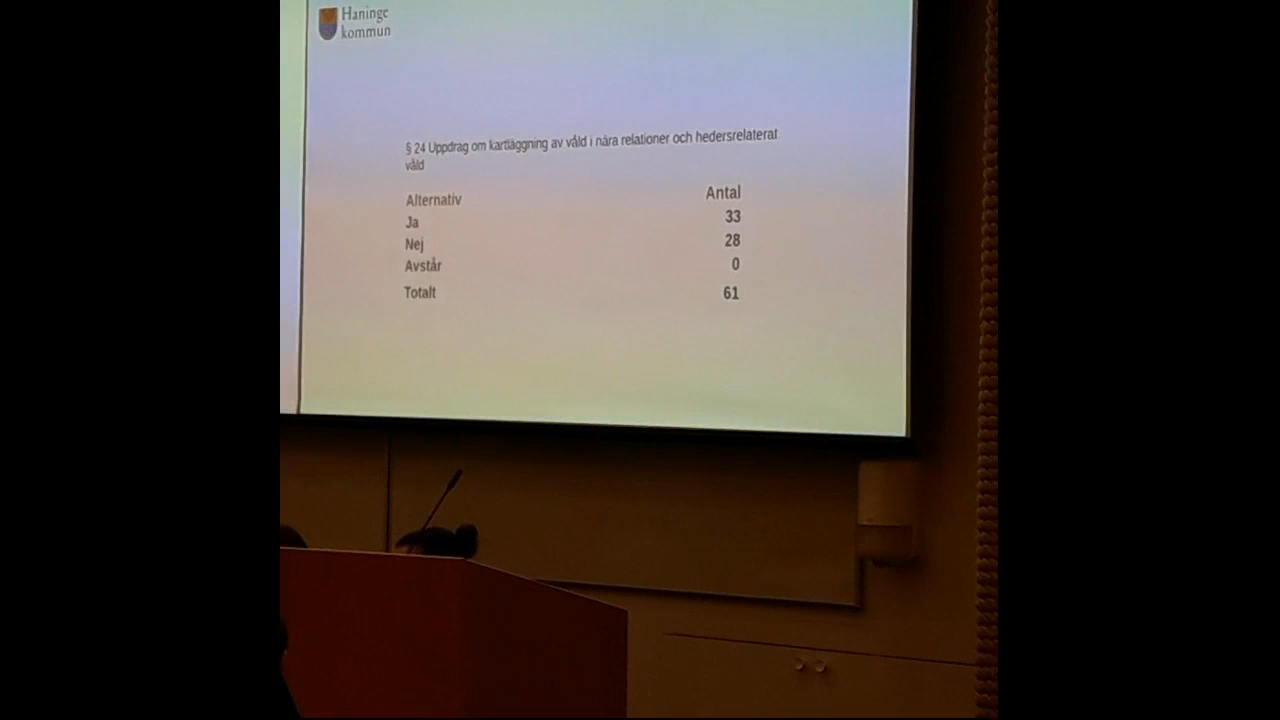 Haninge
kommun
§ 24 Uppdrag om kartläggning av våld i nära relationer och hedersrelaterat
våld
Alternativ Antal
Ja 33
Nej 28
Avstår 0
Totalt 61